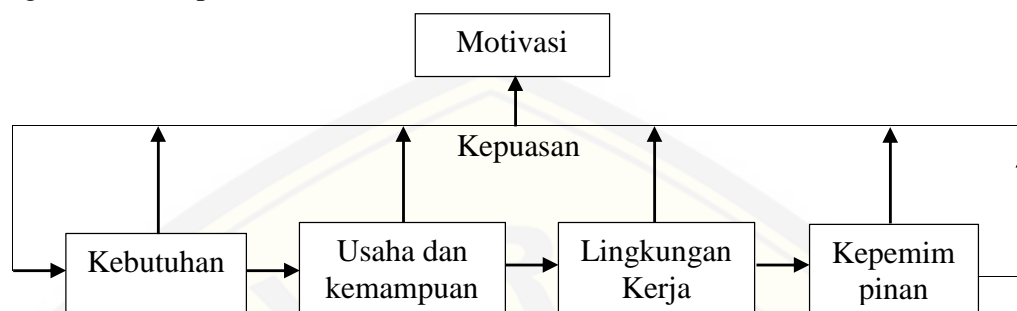 Motivasi
Kepuasan
Kebutuhan
Usaha dan
kemampuan
Lingkungan
Kerja
Kepemim
pinan